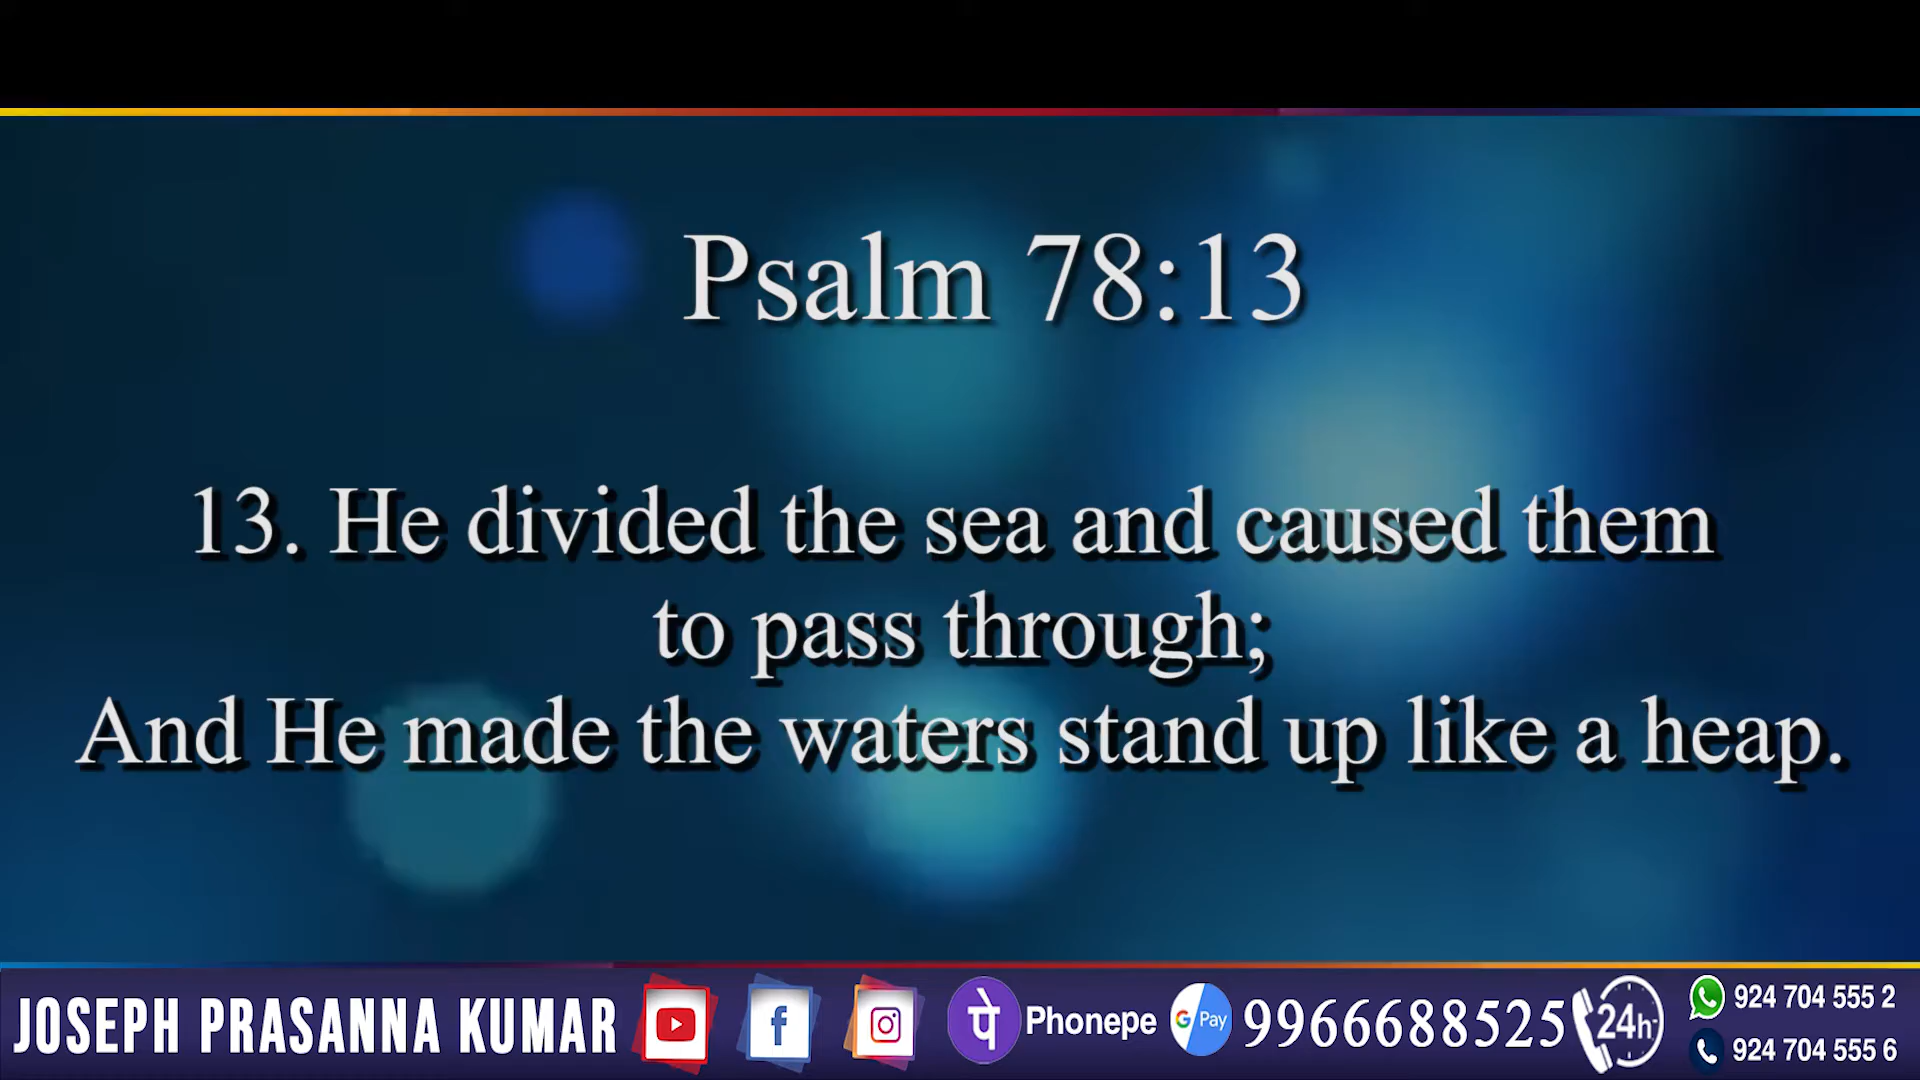 Psalm 78:13
13. He divided the sea and caused them
to pass through;
And He made the waters stand up like a heap.
JOSEPH PRASANNA KUMAR f पे Phonepe G Pay 9966688525 24h 924 704 555 2
924 704 555 6